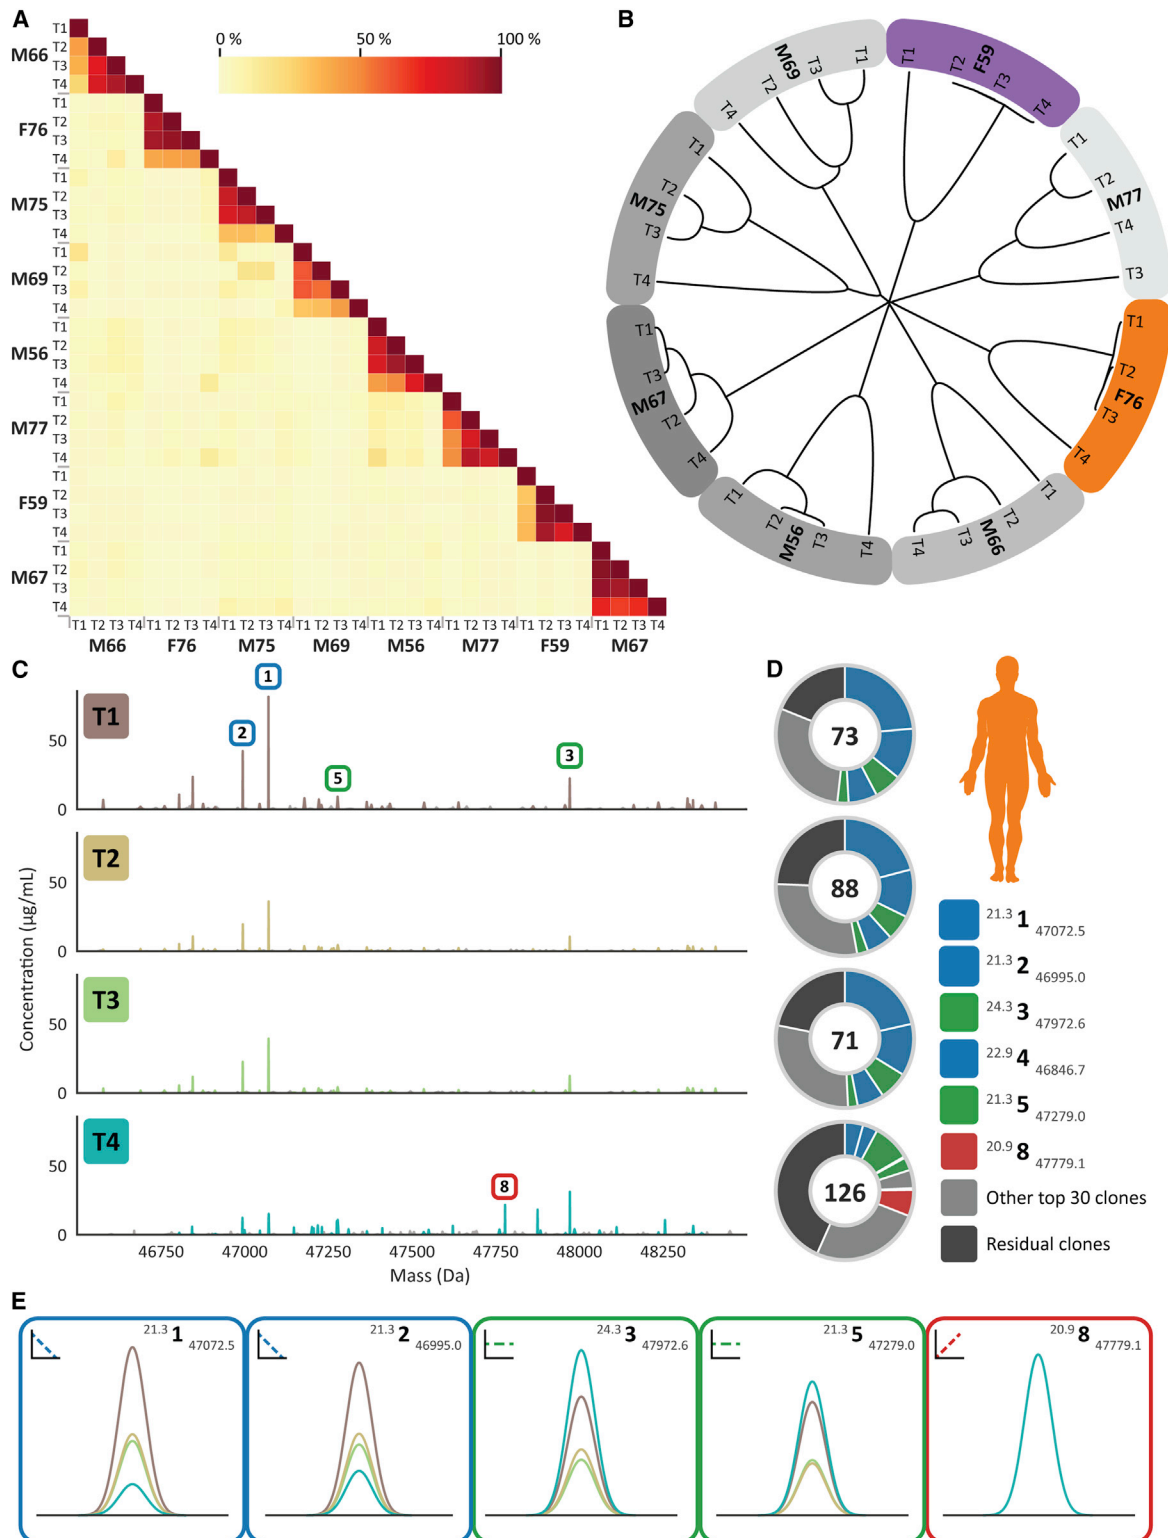 A
0 % 50 % 100 %
M66 T1 T2 T3 T4
F76 T1 T2 T3 T4
M75 T1 T2 T3 T4
M69 T1 T2 T3 T4
M56 T1 T2 T3 T4
M77 T1 T2 T3 T4
F59 T1 T2 T3 T4
M67 T1 T2 T3 T4
T1 T2 T3 T4 T1 T2 T3 T4 T1 T2 T3 T4 T1 T2 T3 T4 T1 T2 T3 T4 T1 T2 T3 T4 T1 T2 T3 T4 T1 T2 T3 T4
M66 F76 M75 M69 M56 M77 F59 M67
B
F59 T1 T2 T3 T4
M77 T1 T2 T4 T3
F76 T1 T2 T3 T4
M66 T1 T2 T3 T4
M56 T4 T3 T2 T1
M67 T4 T2 T3 T1
M75 T4 T3 T2 T1
M69 T4 T2 T3 T1
C
Concentration (µg/mL)
T1
50
0
2
1
5
3
T2
50
0
T3
50
0
T4
50
0
8
46750 47000 47250 47500 47750 48000 48250
Mass (Da)
D
73
88
71
126
21.3 1 47072.5
21.3 2 46995.0
24.3 3 47972.6
22.9 4 46846.7
21.3 5 47279.0
20.9 8 47779.1
Other top 30 clones
Residual clones
E
21.3 1 47072.5
21.3 2 46995.0
24.3 3 47972.6
21.3 5 47279.0
20.9 8 47779.1